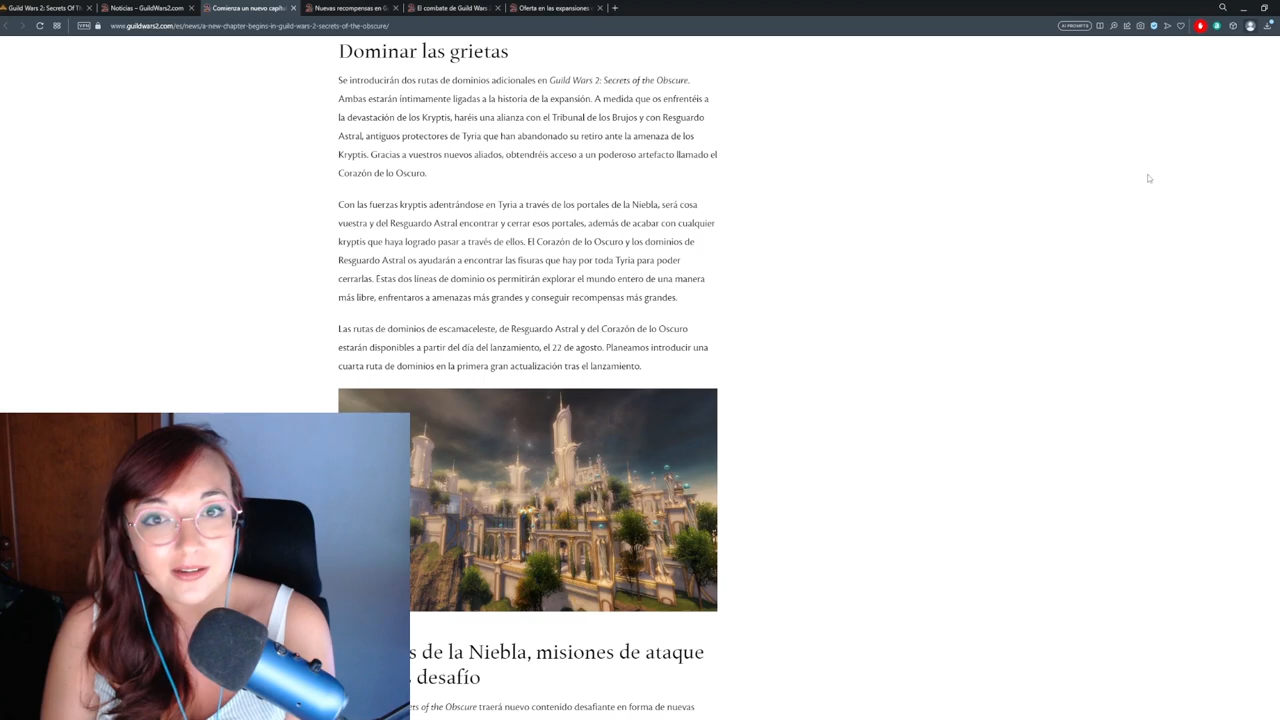 Guild Wars 2: Secrets Of Th
Noticias – GuildWars2.com
Comienza un nuevo capítu
Nuevas recompensas en G
El combate de Guild Wars
Oferta en las expansiones
VPN
www.guildwars2.com/es/news/a-new-chapter-begins-in-guild-wars-2-secrets-of-the-obscure/
AI PROMPTS
Dominar las grietas
Se introducirán dos rutas de dominios adicionales en Guild Wars 2: Secrets of the Obscure.
Ambas estarán íntimamente ligadas a la historia de la expansión. A medida que os enfrentéis a
la devastación de los Kryptis, haréis una alianza con el Tribunal de los Brujos y con Resguardo
Astral, antiguos protectores de Tyria que han abandonado su retiro ante la amenaza de los
Kryptis. Gracias a vuestros nuevos aliados, obtendréis acceso a un poderoso artefacto llamado el
Corazón de lo Oscuro.
Con las fuerzas kryptis adentrándose en Tyria a través de los portales de la Niebla, será cosa
vuestra y del Resguardo Astral encontrar y cerrar esos portales, además de acabar con cualquier
kryptis que haya logrado pasar a través de ellos. El Corazón de lo Oscuro y los dominios de
Resguardo Astral os ayudarán a encontrar las fisuras que hay por toda Tyria para poder
cerrarlas. Estas dos líneas de dominio os permitirán explorar el mundo entero de una manera
más libre, enfrentaros a amenazas más grandes y conseguir recompensas más grandes.
Las rutas de dominios de escamaceleste, de Resguardo Astral y del Corazón de lo Oscuro
estarán disponibles a partir del día del lanzamiento, el 22 de agosto. Planeamos introducir una
cuarta ruta de dominios en la primera gran actualización tras el lanzamiento.
s de la Niebla, misiones de ataque
desafío
ets of the Obscure traerá nuevo contenido desafiante en forma de nuevas